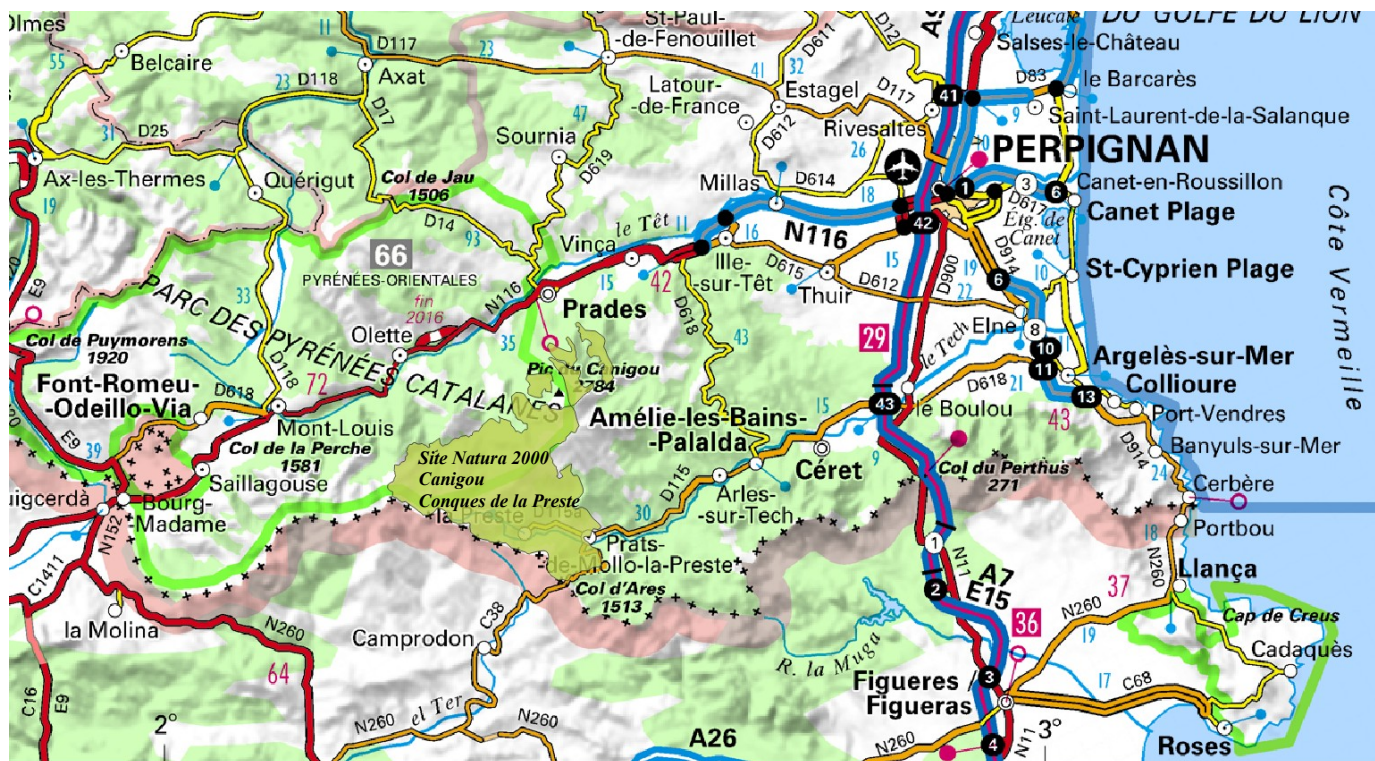 Olmes
Belcaire
55
11
D117
23
Axat
St-Paul-
-de-Fenouillet
D617
D12
A9
Leucate
DU GOLFE DU LION
Salses-le-Château
41
32
Latour-
-de-France
Estagel
D117
41
D83
le Barcarès
9
Saint-Laurent-de-la-Salanque
23
D118
D17
47
31
D25
Sournia
D619
D612
Rivesaltes
26
10
PERPIGNAN
Ax-les-Thermes
19
Quérigut
Col de Jau
1506
Millas
D614
18
1
3
6
Canet-en-Roussillon
D617
Canet Plage
Etg. de
Canet
D14
93
le Têt
11
16
N116
42
Vinça
66
PYRÉNÉES-ORIENTALES
15
42
Ille-
-sur-Têt
D615
Thuir
D612
15
D900
19
22
D914
6
10
St-Cyprien Plage
Côte Vermeille
E9
320
33
PARC DES PYRÉNÉES CATALANES
fin
2016
N116
Prades
D618
43
29
le Tech
Elne
8
10
11
Olette
35
Col de Puymorens
1920
Pic du Canigou
2784
Argelès-sur-Mer
Collioure
Font-Romeu-
-Odeillo-Via
D618
D118
72
Amélie-les-Bains-
-Palalda
15
43
le Boulou
D618
21
13
43
Port-Vendres
Mont-Louis
Col de la Perche
1581
E9
39
Saillagouse
Site Natura 2000
Canigou
Conques de la Preste
Céret
9
Col du Perthus
271
Banyuls-sur-Mer
D914
24
Cerbère
uigcerdà
Bourg-
-Madame
la Preste
D115a
D115
30
Arles-
-sur-Tech
Portbou
18
N152
Prats-
-de-Mollo-la-Preste
1
N11
N260
C1411
Col d'Ares
1513
2
A7
E15
37
Llança
la Molina
N260
64
Camprodon
C38
R. la Muga
36
N260
19
Cap de Creus
Cadaquès
C16
E9
Figueres /
Figueras
3
17
C68
2°
N260
el Ter
N260
A26
N260
4
N11
3°
Roses